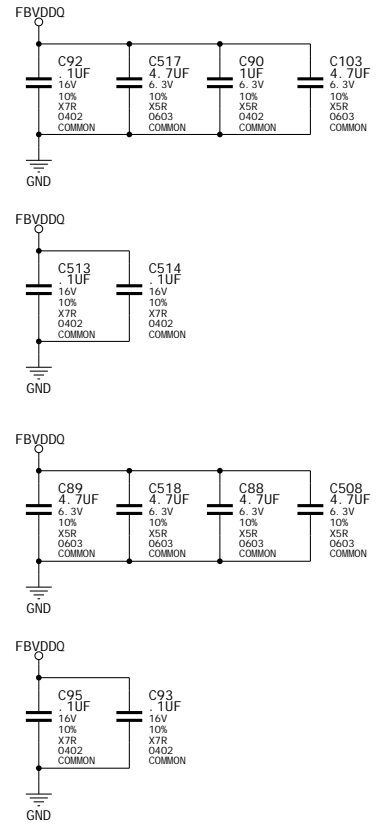 FBVDDQ
C92
.1UF
16V
10%
X7R
0402
COMMON
C517
4.7UF
6.3V
10%
X5R
0603
COMMON
C90
1UF
6.3V
10%
X5R
0402
COMMON
C103
4.7UF
6.3V
10%
X5R
0603
COMMON
GND
FBVDDQ
C513
.1UF
16V
10%
X7R
0402
COMMON
C514
.1UF
16V
10%
X7R
0402
COMMON
GND
FBVDDQ
C89
4.7UF
6.3V
10%
X5R
0603
COMMON
C518
4.7UF
6.3V
10%
X5R
0603
COMMON
C88
4.7UF
6.3V
10%
X5R
0603
COMMON
C508
4.7UF
6.3V
10%
X5R
0603
COMMON
GND
FBVDDQ
C95
.1UF
16V
10%
X7R
0402
COMMON
C93
.1UF
16V
10%
X7R
0402
COMMON
GND